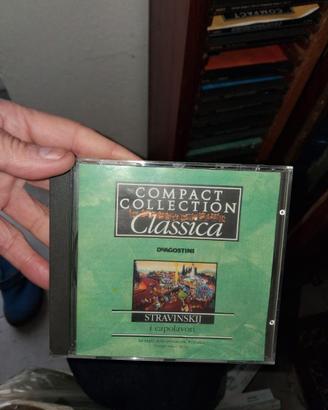 COMPACT
COLLECTION
Classica
DeAGOSTINI
STRAVINSKIJ
i capolavori